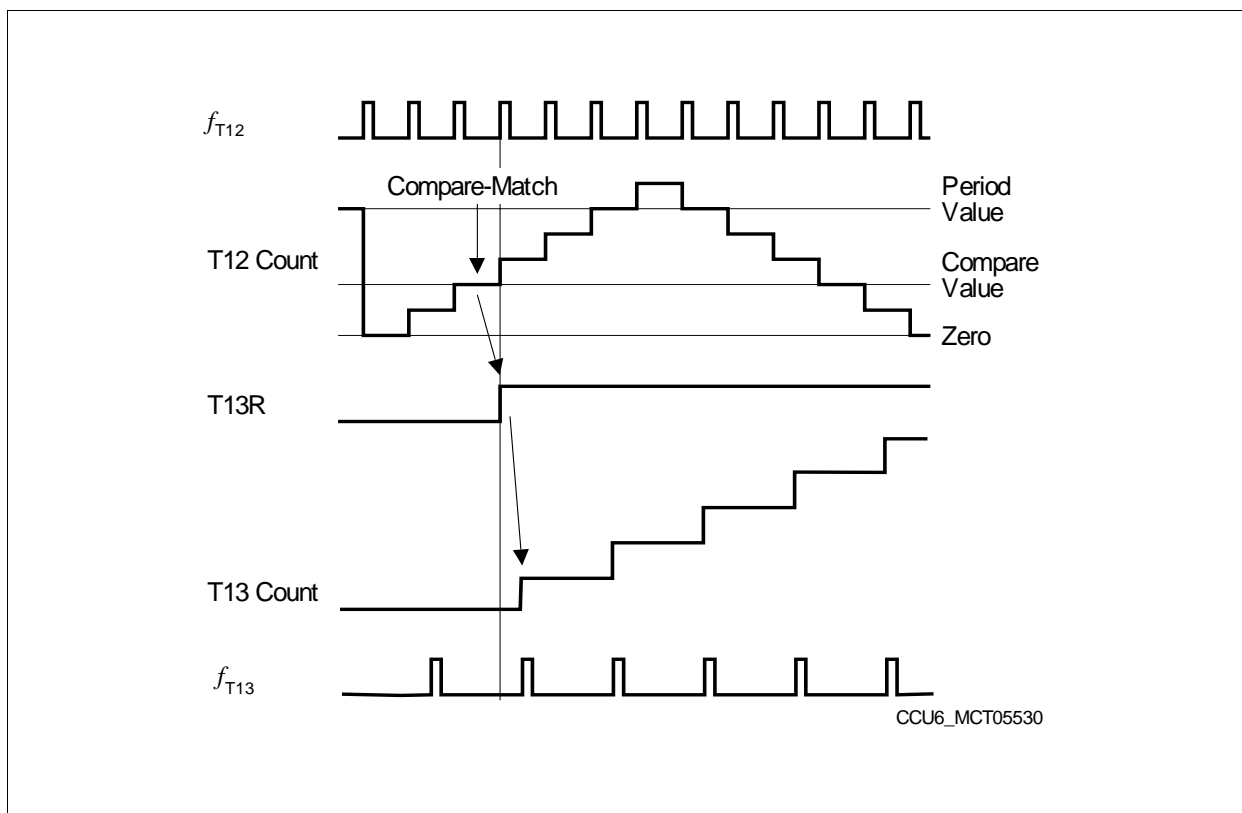 fT12
Compare-Match
Period
Value
T12 Count
Compare
Value
Zero
T13R
T13 Count
fT13
CCU6_MCT05530